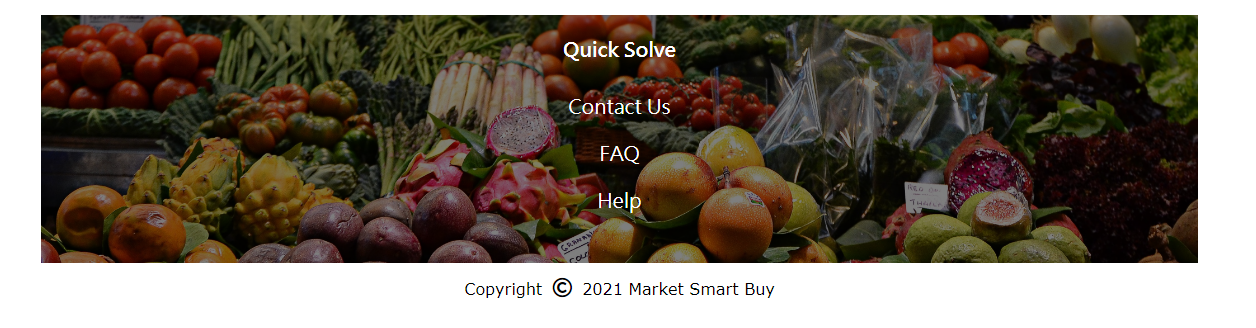 Quick Solve
Contact Us
FAQ
Help
Copyright © 2021 Market Smart Buy